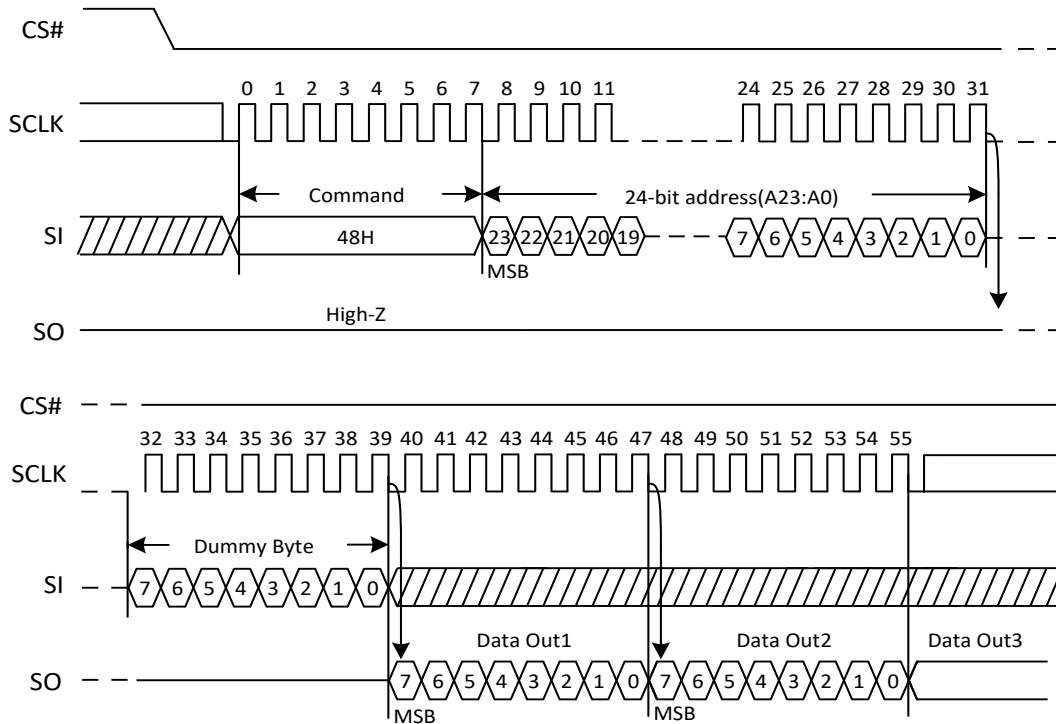 CS#
0 1 2 3 4 5 6 7 8 9 10 11 24 25 26 27 28 29 30 31
SCLK
Command 24-bit address(A23:A0)
SI 48H 23 22 21 20 19 7 6 5 4 3 2 1 0
MSB
High-Z
SO
CS#
32 33 34 35 36 37 38 39 40 41 42 43 44 45 46 47 48 49 50 51 52 53 54 55
SCLK
Dummy Byte
SI 7 6 5 4 3 2 1 0
Data Out1 Data Out2 Data Out3
SO 7 6 5 4 3 2 1 0 7 6 5 4 3 2 1 0
MSB MSB